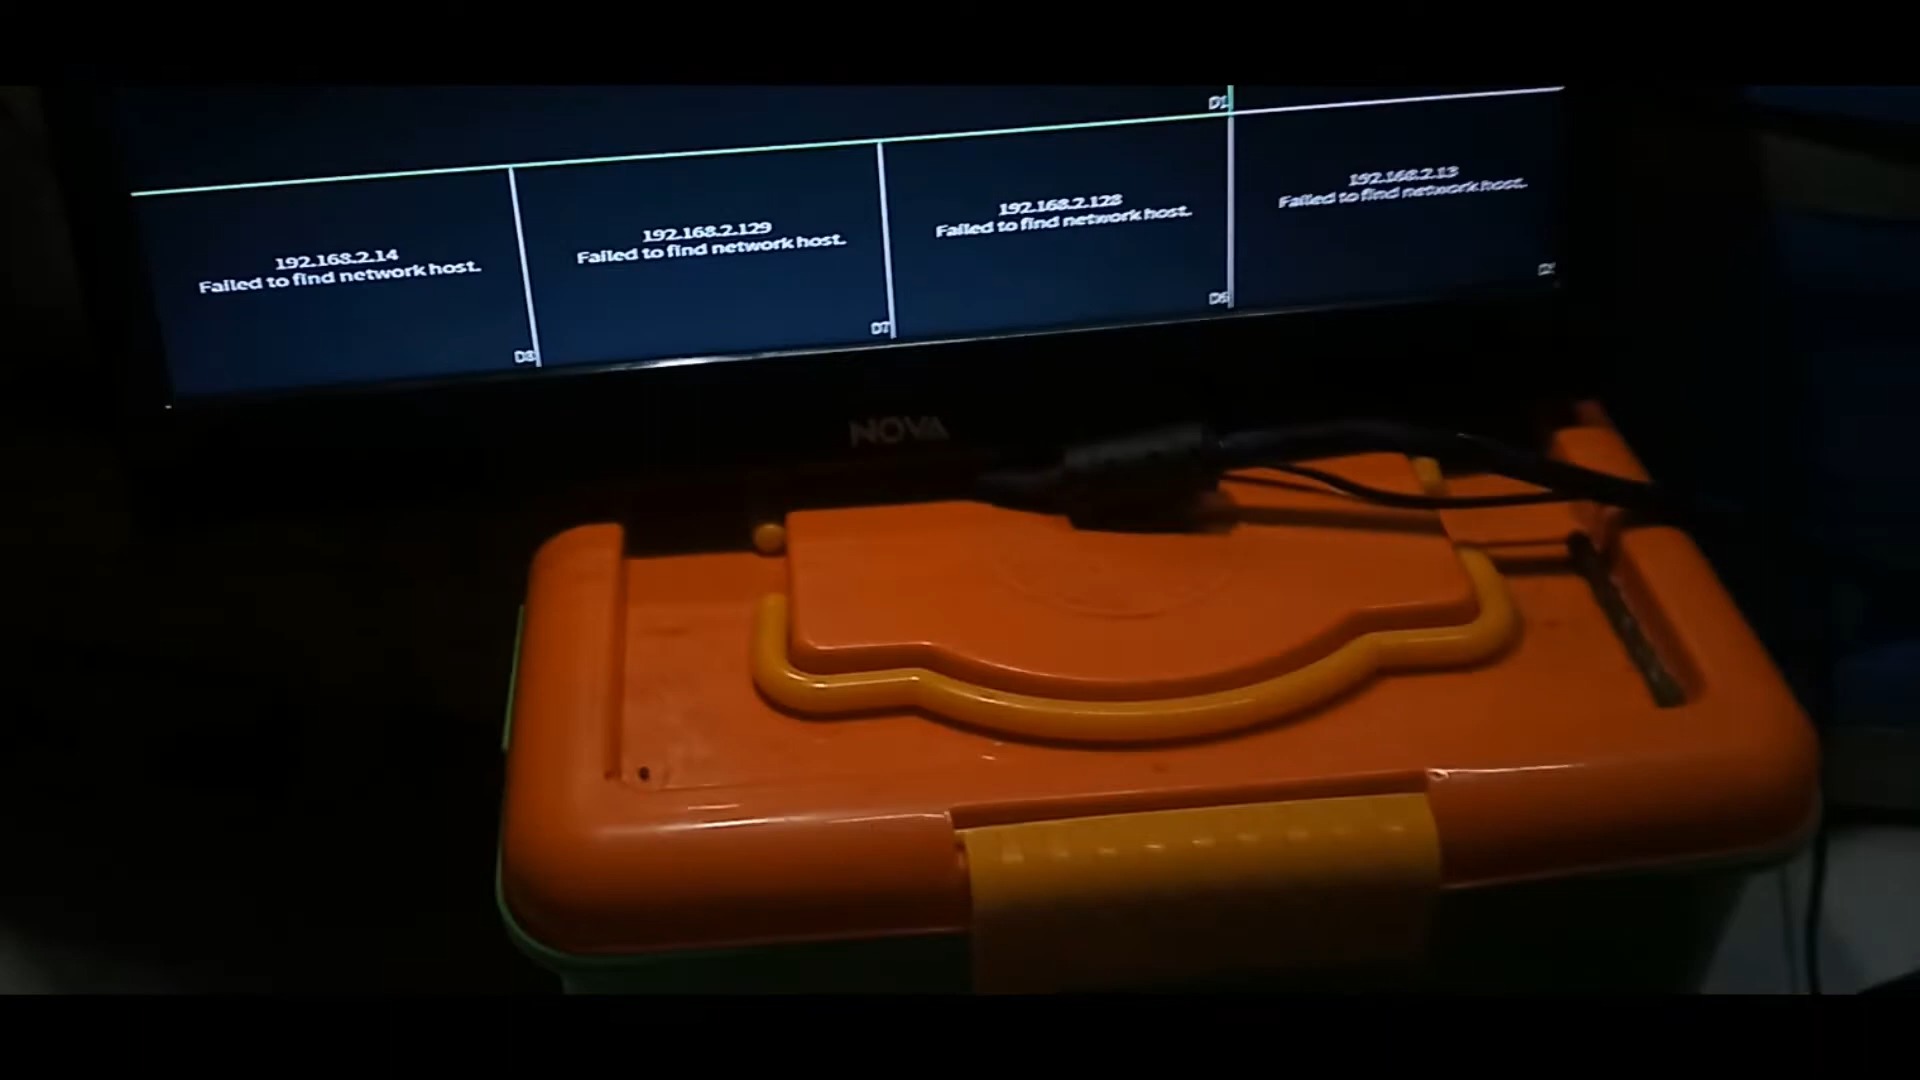 D1
192.168.2.14
Failed to find network host.
D8
192.168.2.129
Failed to find network host.
D7
192.168.2.128
Failed to find network host.
D6
192.168.2.13
Failed to find network host.
NOVA